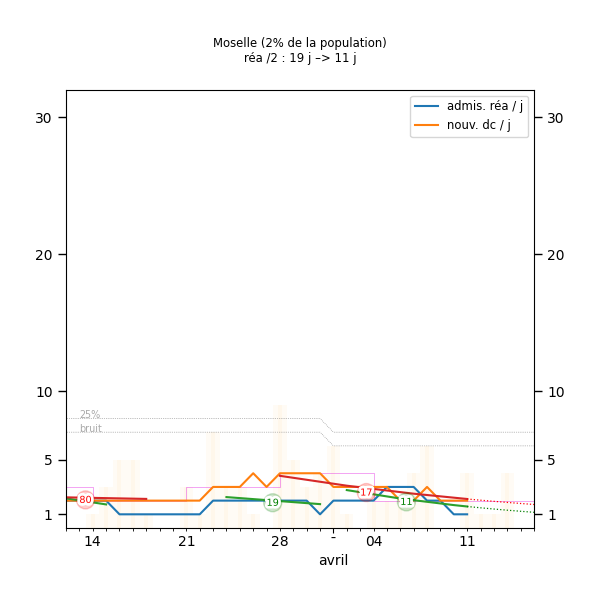 Moselle (2% de la population)
réa /2 : 19 j –> 11 j
admis. réa / j
nouv. dc / j
30 30
20 20
10 10
25%
bruit
5 5
80 19 17 11
1 1
14 21 28 04 11
avril